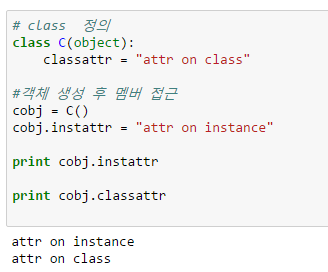 # class 정의
class C(object):
    classattr = "attr on class"
#객체 생성 후 멤버 접근
cobj = C()
cobj.instattr = "attr on instance"
print cobj.instattr
print cobj.classattr
attr on instance
attr on class